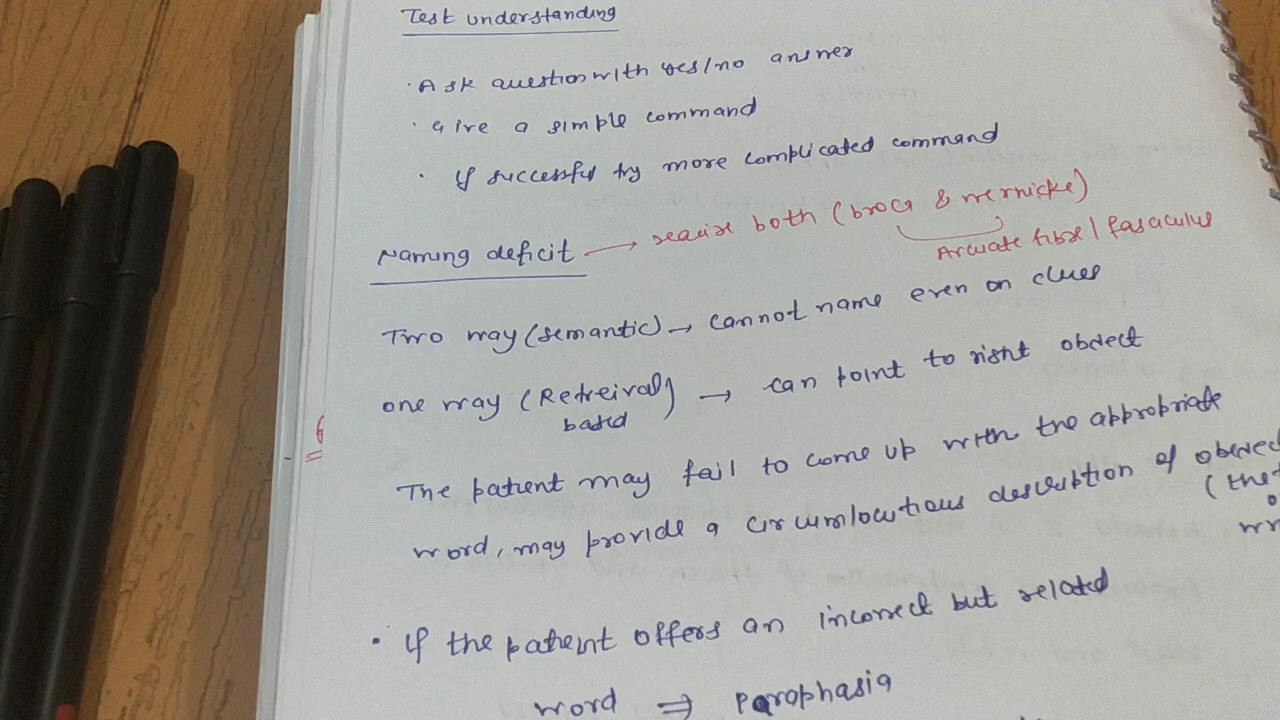 Test understanding
· Ask question with yes/no answer
· Give a simple command
· If successful try more complicated command
Naming deficit → require both (broca & wernicke)
Arcuate fibre / fasciculus
Two way (semantic) → cannot name even on clues
one way (Retreival) → can point to right object
based
6
The patient may fail to come up with the appropriate
word, may provide a circumlocutious description of object
(the
· If the patient offers an incorrect but related
word ⇒ Paraphasia